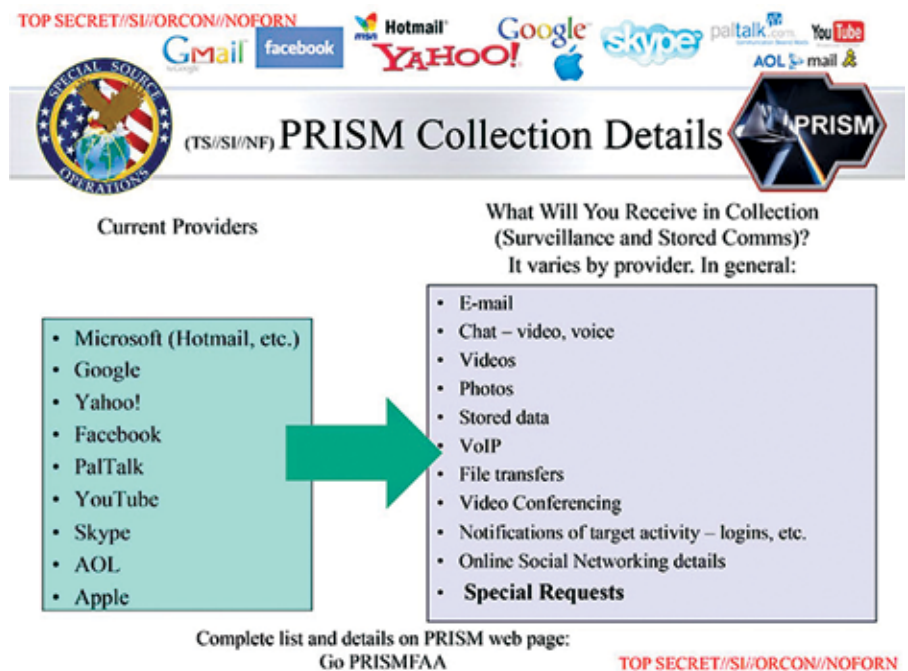 TOP SECRET//SI//ORCON//NOFORN
Gmail
by Google
facebook
msn Hotmail
YAHOO!
Google
skype
paltalk.com
YouTube
AOL mail
SPECIAL SOURCE OPERATIONS
(TS//SI//NF) PRISM Collection Details
PRISM
Current Providers
What Will You Receive in Collection
(Surveillance and Stored Comms)?
It varies by provider. In general:
• Microsoft (Hotmail, etc.)
• Google
• Yahoo!
• Facebook
• PalTalk
• YouTube
• Skype
• AOL
• Apple
• E-mail
• Chat – video, voice
• Videos
• Photos
• Stored data
• VoIP
• File transfers
• Video Conferencing
• Notifications of target activity – logins, etc.
• Online Social Networking details
• Special Requests
Complete list and details on PRISM web page:
Go PRISMFAA
TOP SECRET//SI//ORCON//NOFORN